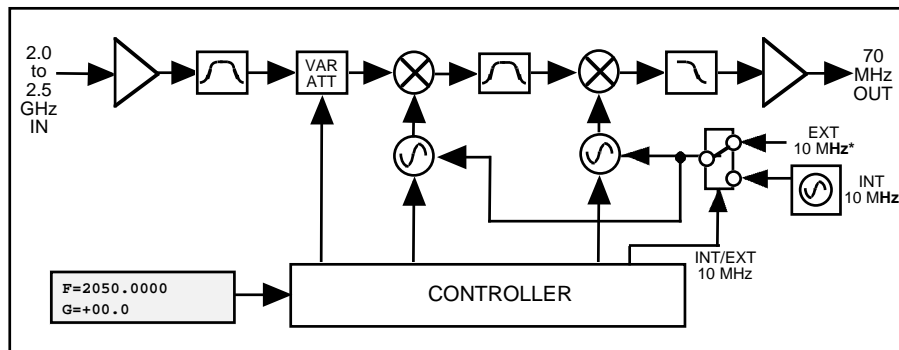 2.0
to
2.5
GHz
IN
VAR
ATT
70
MHz
OUT
EXT
10 MHz*
INT
10 MHz
INT/EXT
10 MHz
F=2050.0000
G=+00.0
CONTROLLER